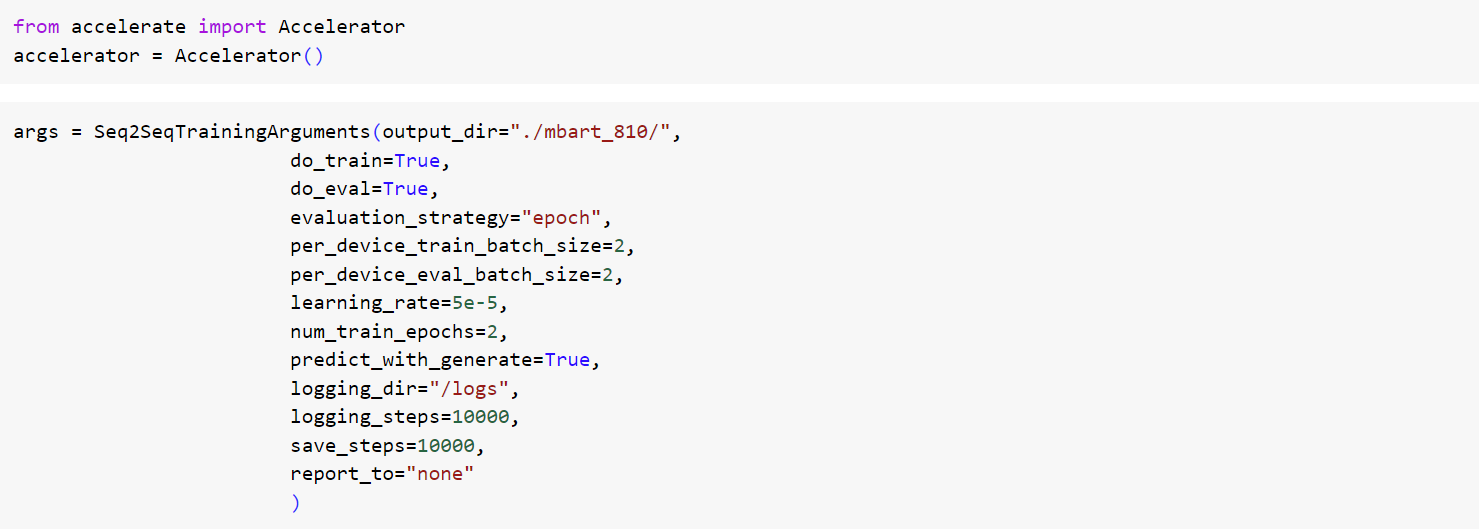 from accelerate import Accelerator
accelerator = Accelerator()
args = Seq2SeqTrainingArguments(output_dir="./mbart_810/",
do_train=True,
do_eval=True,
evaluation_strategy="epoch",
per_device_train_batch_size=2,
per_device_eval_batch_size=2,
learning_rate=5e-5,
num_train_epochs=2,
predict_with_generate=True,
logging_dir="/logs",
logging_steps=10000,
save_steps=10000,
report_to="none"
)